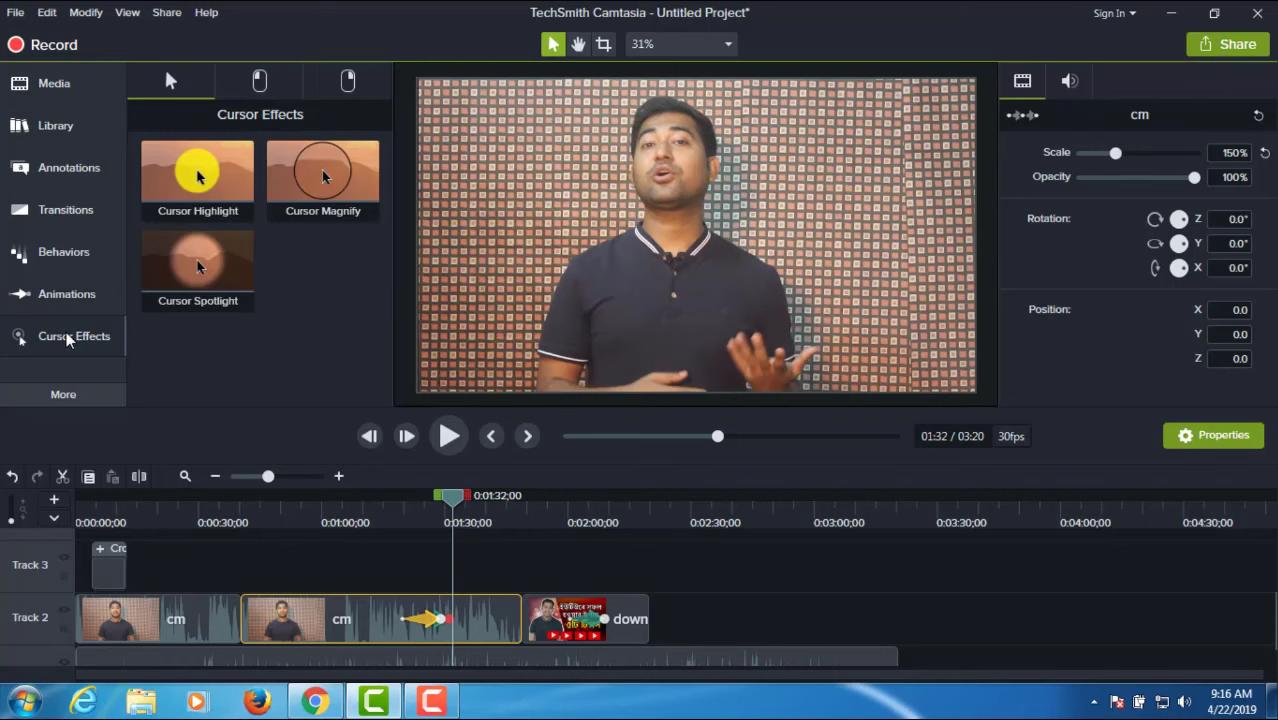 File Edit Modify View Share Help TechSmith Camtasia - Untitled Project* Sign In
Record 31% Share
Media
Library
Annotations
Transitions
Behaviors
Animations
Cursor Effects
More
Cursor Effects
Cursor Highlight Cursor Magnify
Cursor Spotlight
cm
Scale 150%
Opacity 100%
Rotation: Z 0.0°
Y 0.0°
X 0.0°
Position: X 0.0
Y 0.0
Z 0.0
01:32 / 03:20 30fps Properties
0:01:32;00
0:00:00;00 0:00:30;00 0:01:00;00 0:01:30;00 0:02:00;00 0:02:30;00 0:03:00;00 0:03:30;00 0:04:00;00 0:04:30;00
Track 3 + Cro
Track 2 cm cm down
ইউটিউবে সফল
9:16 AM
4/22/2019